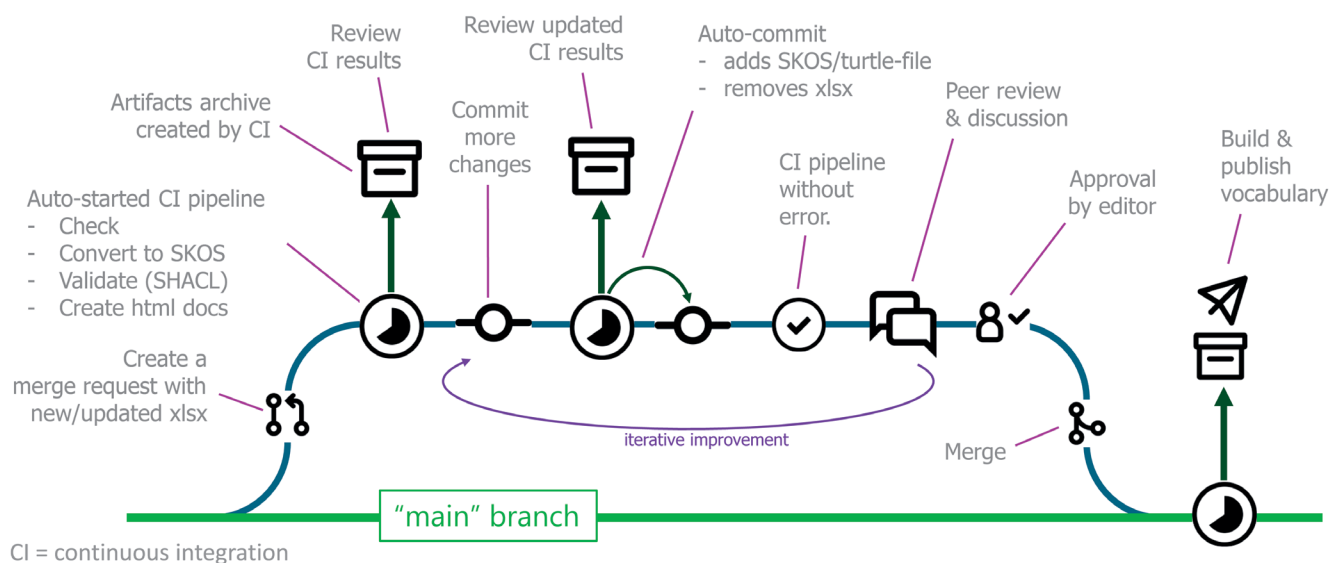 Review
CI results
Review updated
CI results
Auto-commit
- adds SKOS/turtle-file
- removes xlsx
Artifacts archive
created by CI
Commit
more
changes
Peer review
& discussion
CI pipeline
without
error.
Approval
by editor
Build &
publish
vocabulary
Auto-started CI pipeline
- Check
- Convert to SKOS
- Validate (SHACL)
- Create html docs
Create a
merge request with
new/updated xlsx
iterative improvement
Merge
“main” branch
CI = continuous integration